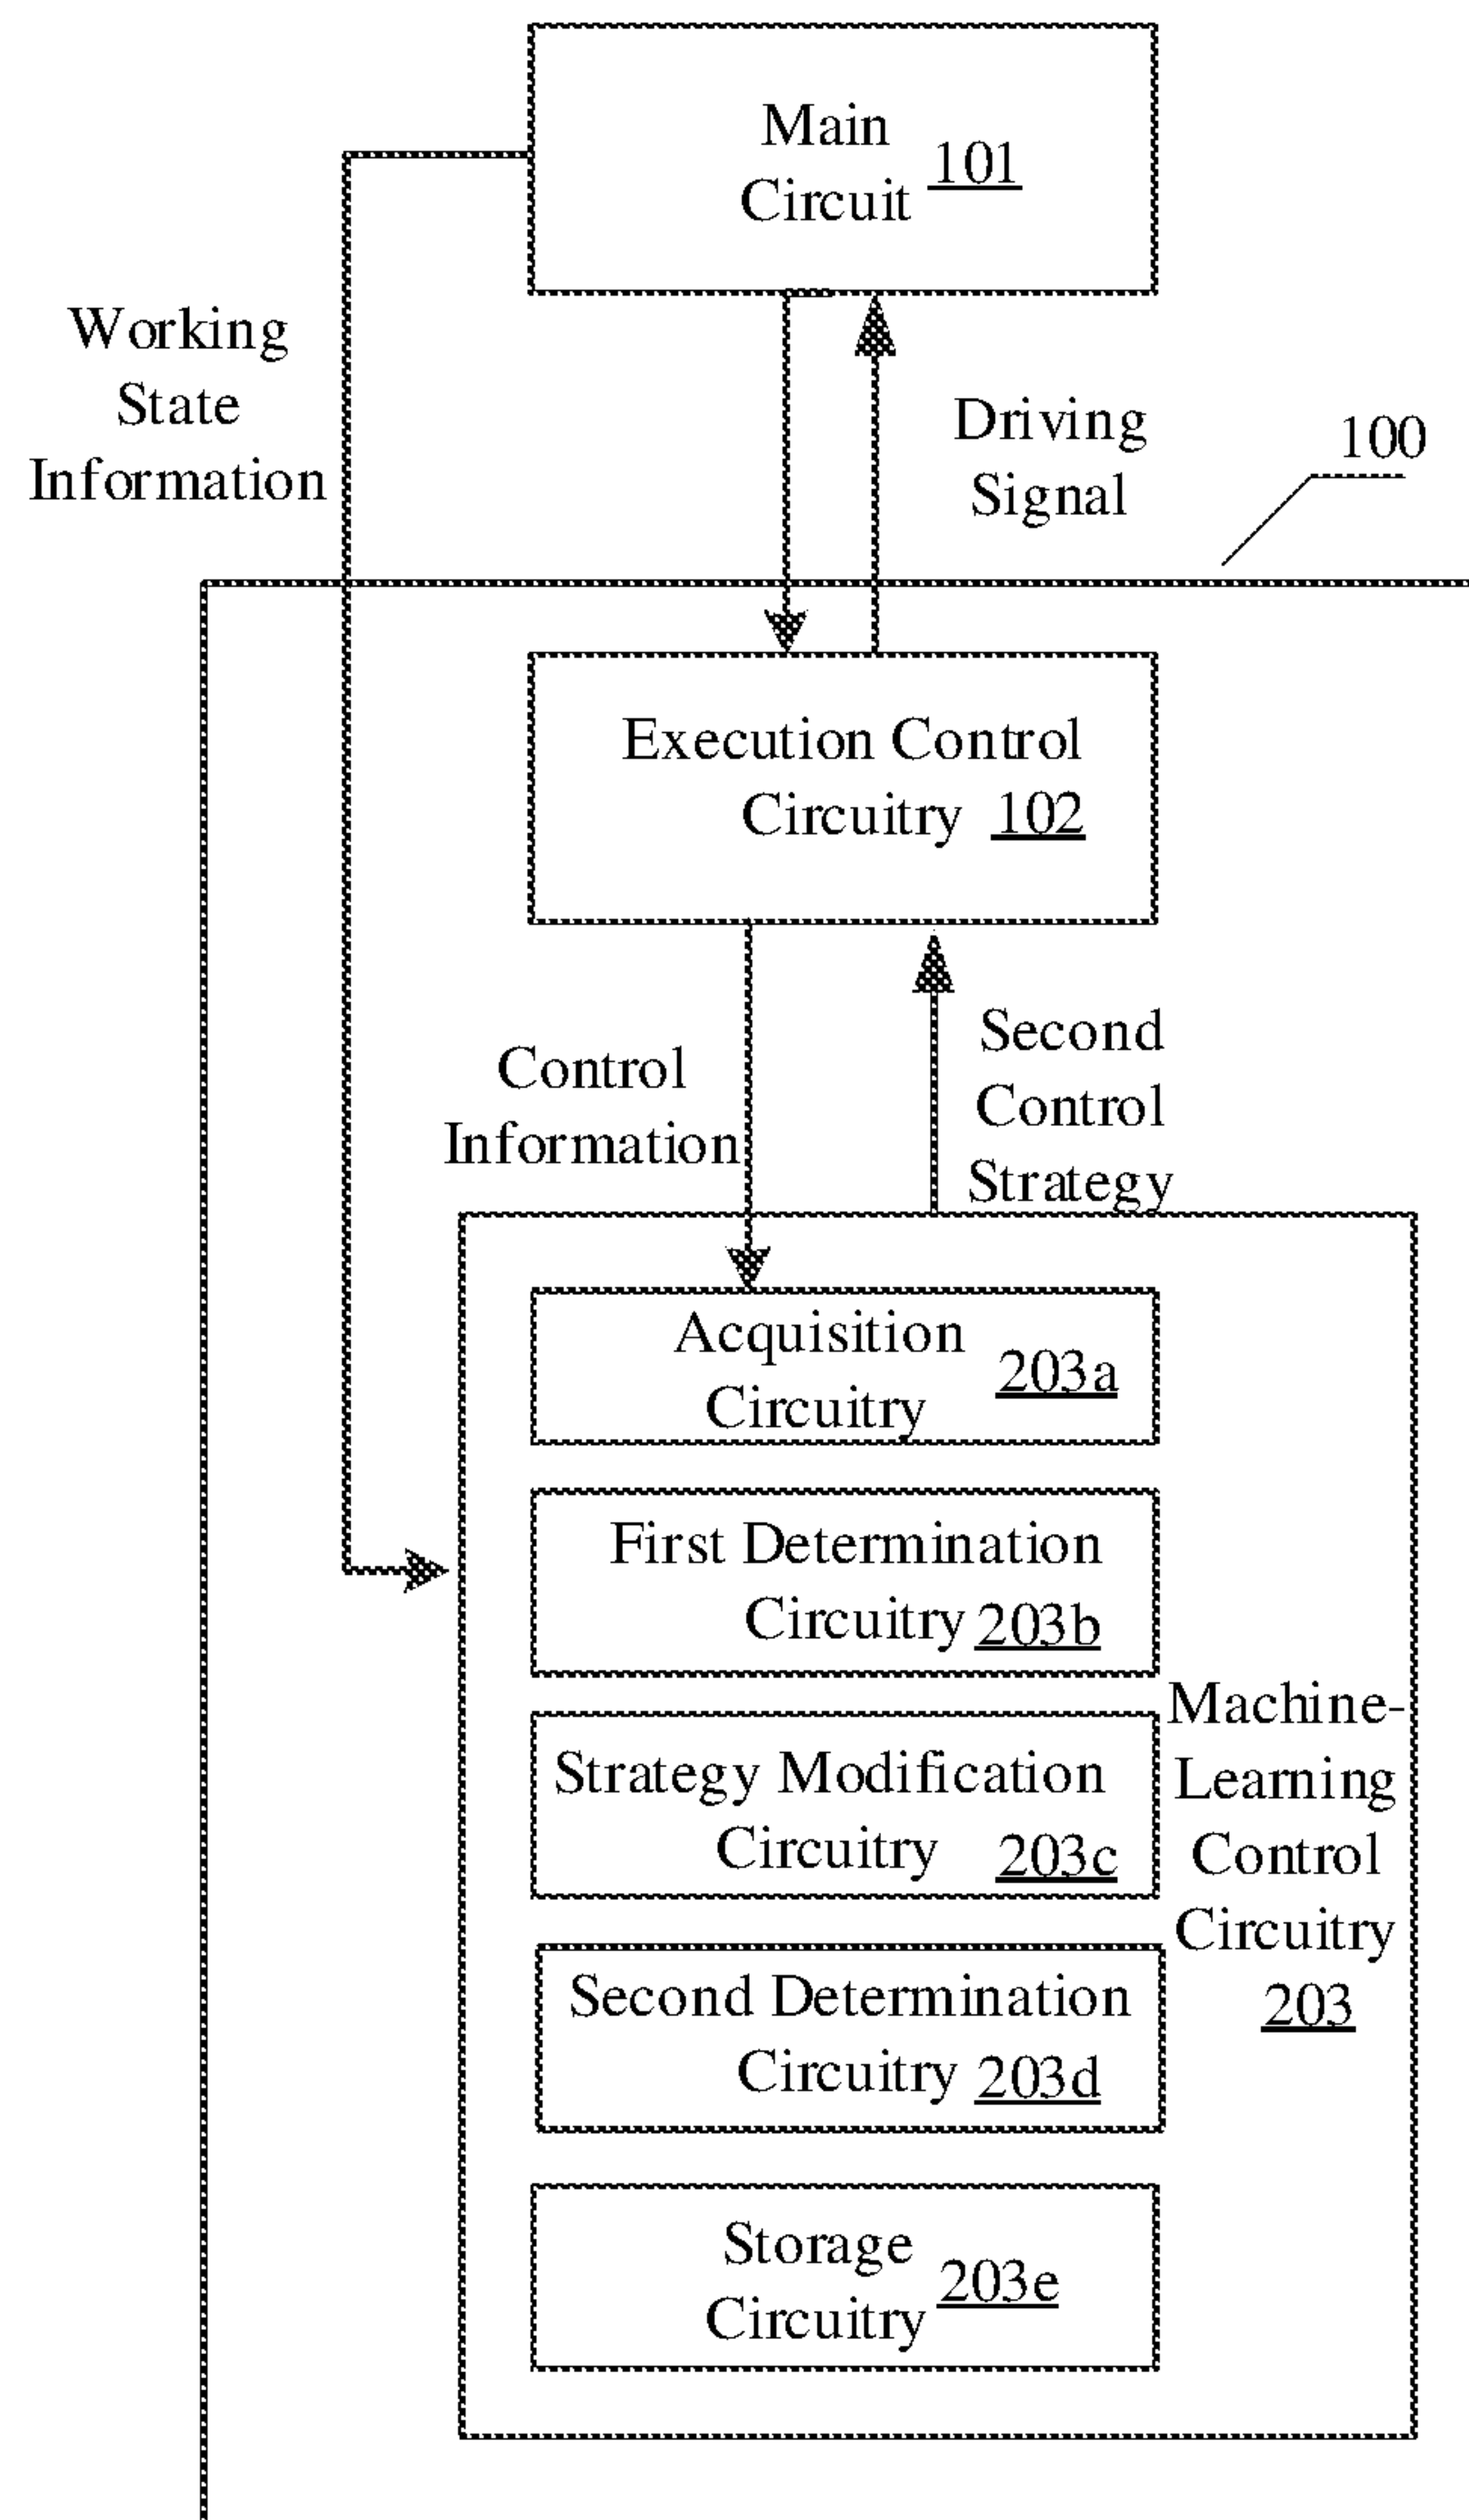 Main
Circuit 101
Working
State
Information
Driving
Signal
100
Execution Control
Circuitry 102
Control
Information
Second
Control
Strategy
Acquisition
Circuitry 203a
First Determination
Circuitry 203b
Strategy Modification
Circuitry 203c
Second Determination
Circuitry 203d
Storage
Circuitry 203e
Machine-
Learning
Control
Circuitry
203